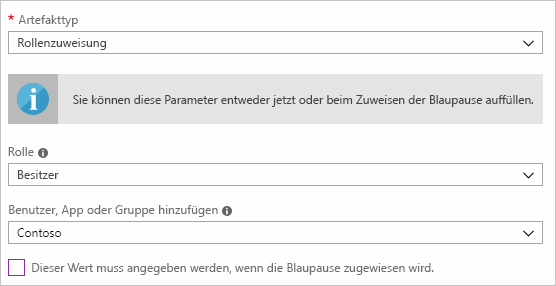 * Artefakttyp
Rollenzuweisung
Sie können diese Parameter entweder jetzt oder beim Zuweisen der Blaupause auffüllen.
Rolle
Besitzer
Benutzer, App oder Gruppe hinzufügen
Contoso
Dieser Wert muss angegeben werden, wenn die Blaupause zugewiesen wird.